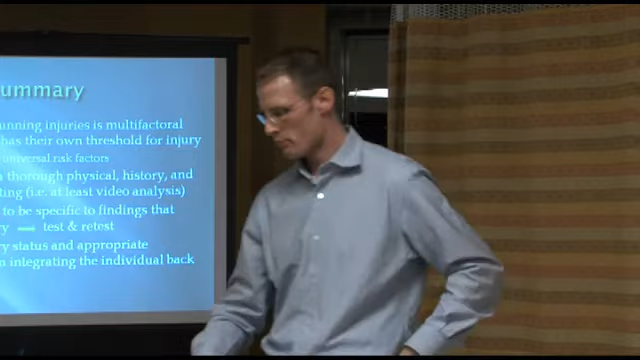 ummary
unning injuries is multifactoral
has their own threshold for injury
universal risk factors
thorough physical, history, and
ting (i.e. at least video analysis)
to be specific to findings that
ry test & retest
ry status and appropriate
n integrating the individual back